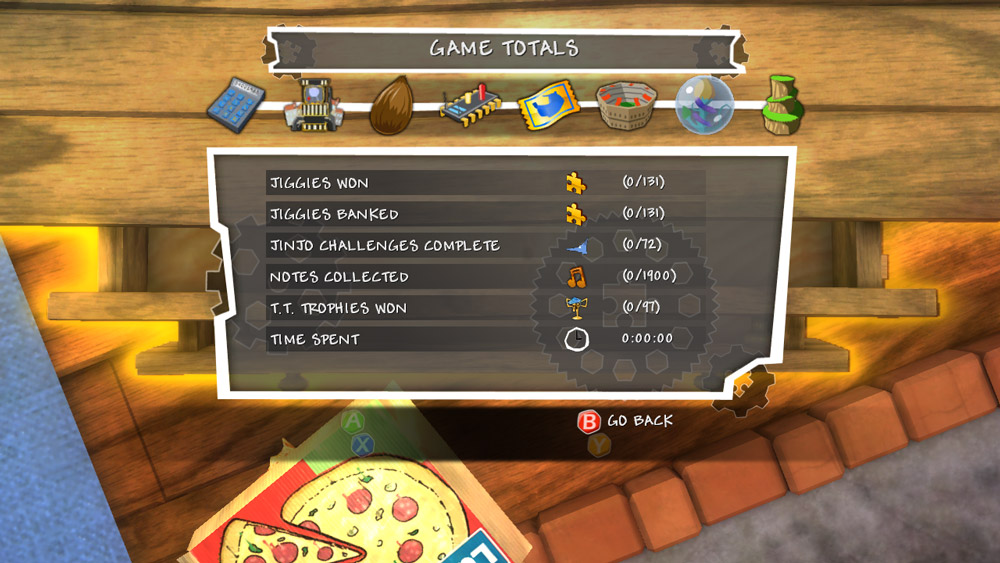 GAME TOTALS
JIGGIES WON (0/131)
JIGGIES BANKED (0/131)
JINJO CHALLENGES COMPLETE (0/72)
NOTES COLLECTED (0/1900)
T.T. TROPHIES WON (0/97)
TIME SPENT 0:00:00
A
B GO BACK
X
Y